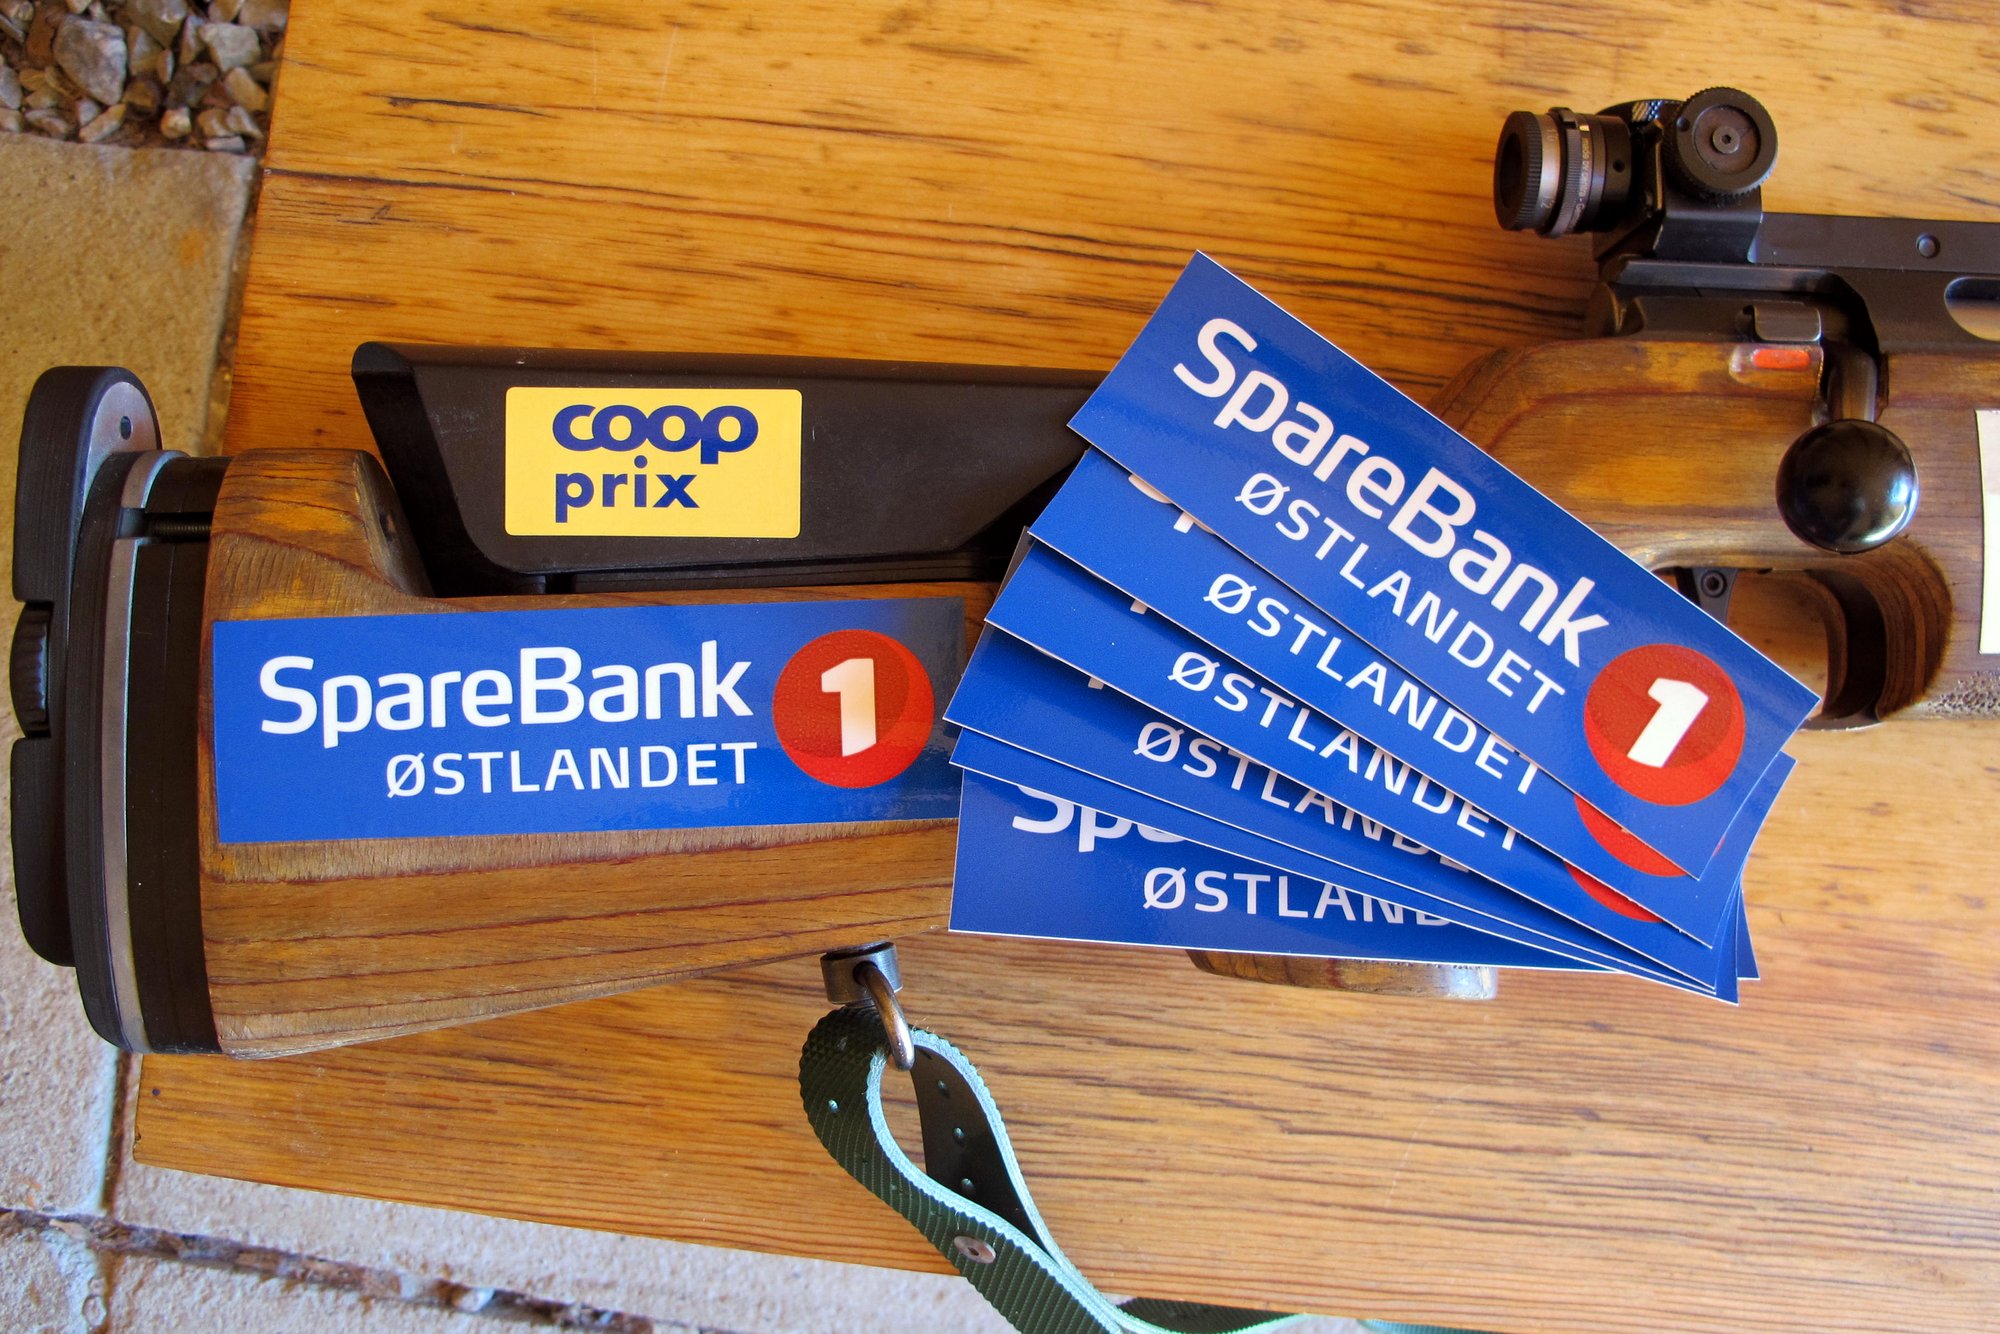 coop
prix
SpareBank 1
ØSTLANDET
SpareBank 1
ØSTLANDET
ØSTLANDET
ØSTLANDET
ØSTLANDET
ØSTLAND